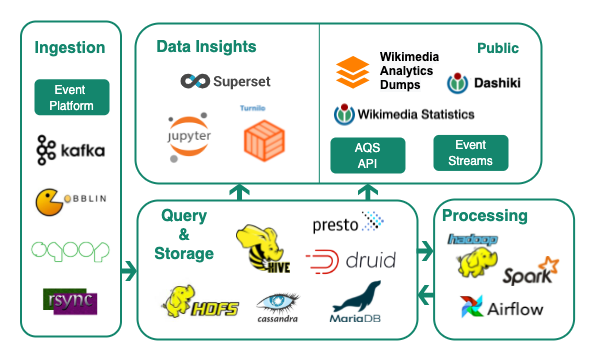 Ingestion
Event
Platform
kafka
OBBLIN
sqoop
rsync
Data Insights
Superset
Turnilo
jupyter
Public
Wikimedia
Analytics
Dumps
Dashiki
Wikimedia Statistics
AQS
API
Event
Streams
Query
&
Storage
HIVE
presto
druid
HDFS
cassandra
MariaDB
Processing
hadoop
Spark
Airflow